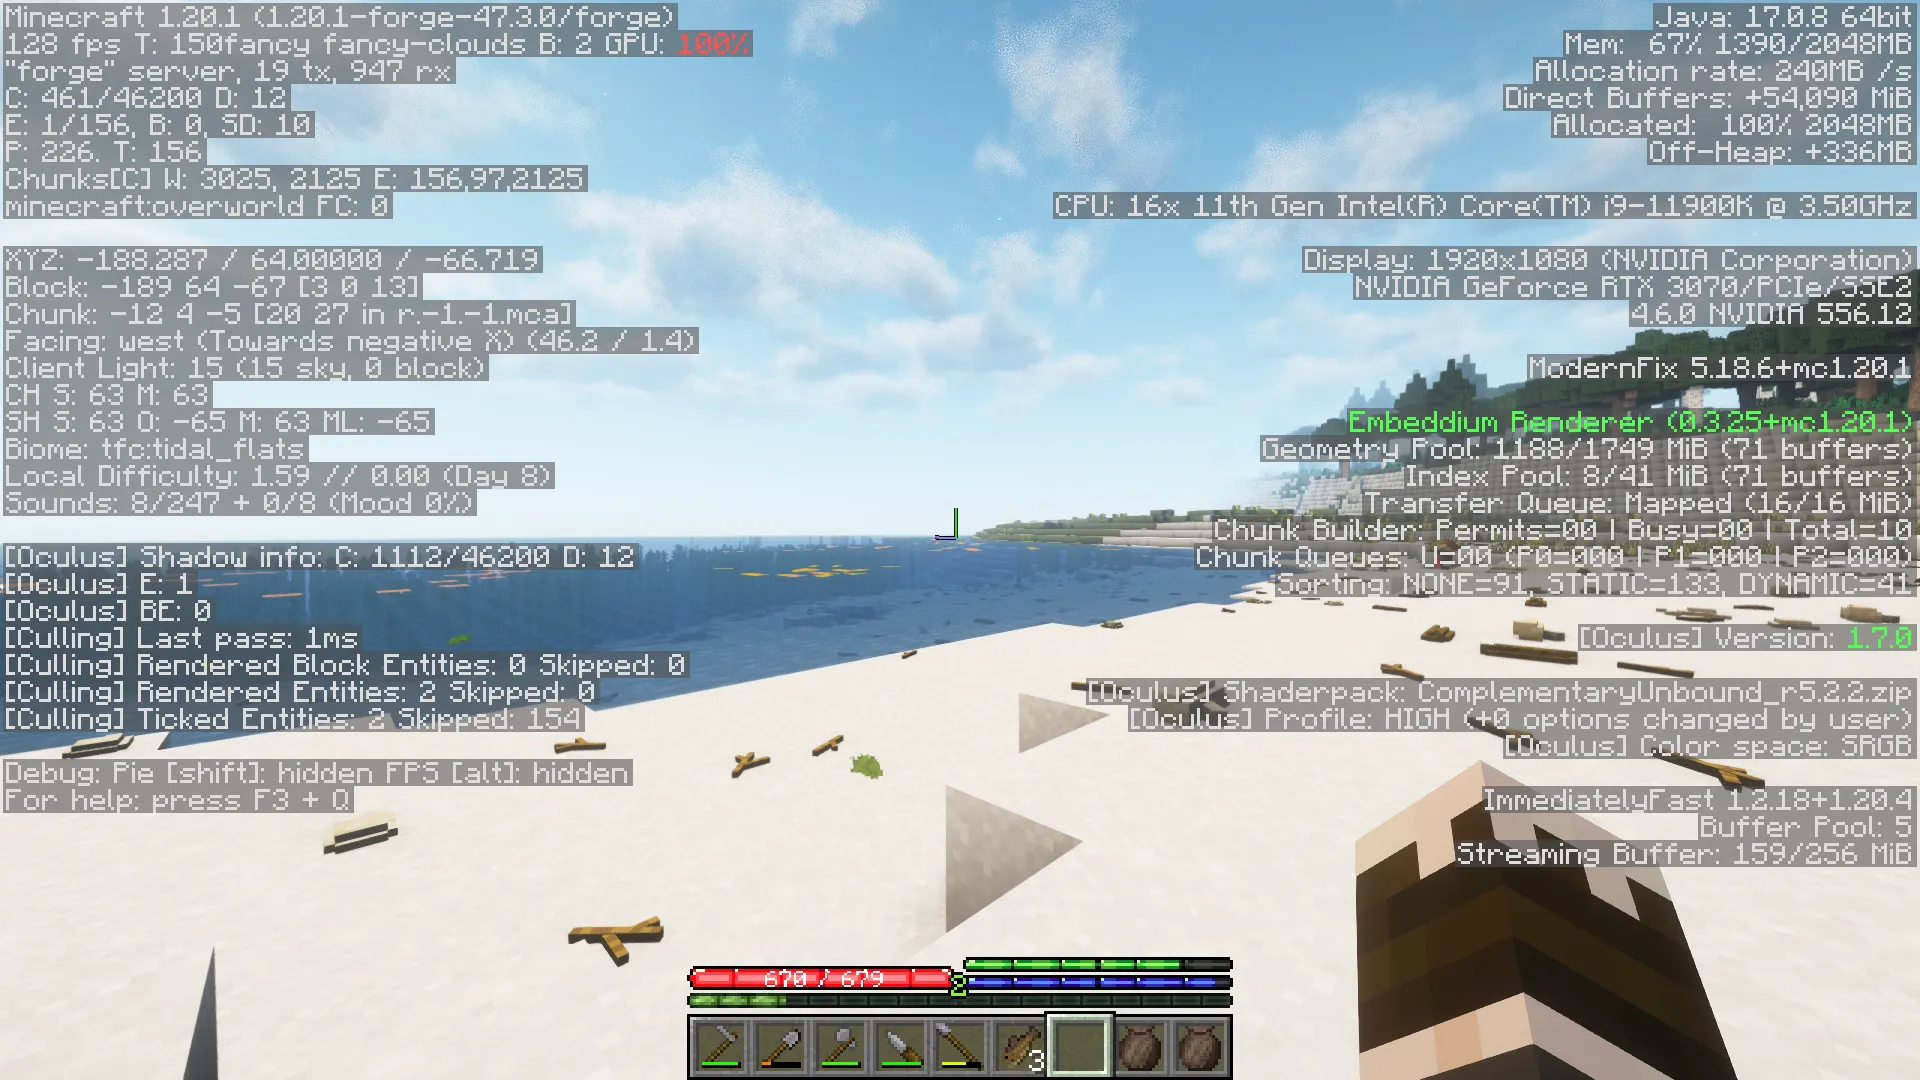 Minecraft 1.20.1 (1.20.1-forge-47.3.0/forge)
128 fps T: 150fancy fancy-clouds B: 2 GPU: 100%
"forge" server, 19 tx, 947 rx
C: 461/46200 D: 12
E: 1/156, B: 0, SD: 10
P: 226. T: 156
Chunks[C] W: 3025, 2125 E: 156,97,2125
minecraft:overworld FC: 0
XYZ: -188.287 / 64.00000 / -66.719
Block: -189 64 -67 [3 0 13]
Chunk: -12 4 -5 [20 27 in r.-1.-1.mca]
Facing: west (Towards negative X) (46.2 / 1.4)
Client Light: 15 (15 sky, 0 block)
CH S: 63 M: 63
SH S: 63 O: -65 M: 63 ML: -65
Biome: tfc:tidal_flats
Local Difficulty: 1.59 // 0.00 (Day 8)
Sounds: 8/247 + 0/8 (Mood 0%)
[Oculus] Shadow info: C: 1112/46200 D: 12
[Oculus] E: 1
[Oculus] BE: 0
[Culling] Last pass: 1ms
[Culling] Rendered Block Entities: 0 Skipped: 0
[Culling] Rendered Entities: 2 Skipped: 0
[Culling] Ticked Entities: 2 Skipped: 154
Debug: Pie [shift]: hidden FPS [alt]: hidden
For help: press F3 + Q
Java: 17.0.8 64bit
Mem: 67% 1390/2048MB
Allocation rate: 240MB /s
Direct Buffers: +54,090 MiB
Allocated: 100% 2048MB
Off-Heap: +336MB
CPU: 16x 11th Gen Intel(R) Core(TM) i9-11900K @ 3.50GHz
Display: 1920x1080 (NVIDIA Corporation)
NVIDIA GeForce RTX 3070/PCIe/SSE2
4.6.0 NVIDIA 556.12
ModernFix 5.18.6+mc1.20.1
Embeddium Renderer (0.3.25+mc1.20.1)
Geometry Pool: 1188/1749 MiB (71 buffers)
Index Pool: 8/41 MiB (71 buffers)
Transfer Queue: Mapped (16/16 MiB)
Chunk Builder: Permits=00 | Busy=00 | Total=10
Chunk Queues: U=00 (P0=000 | P1=000 | P2=000)
Sorting: NONE=91, STATIC=133, DYNAMIC=41
[Oculus] Version: 1.7.0
[Oculus] Shaderpack: ComplementaryUnbound_r5.2.2.zip
[Oculus] Profile: HIGH (+0 options changed by user)
[Oculus] Color space: SRGB
ImmediatelyFast 1.2.18+1.20.4
Buffer Pool: 5
Streaming Buffer: 159/256 MiB
670 / 679
2
3